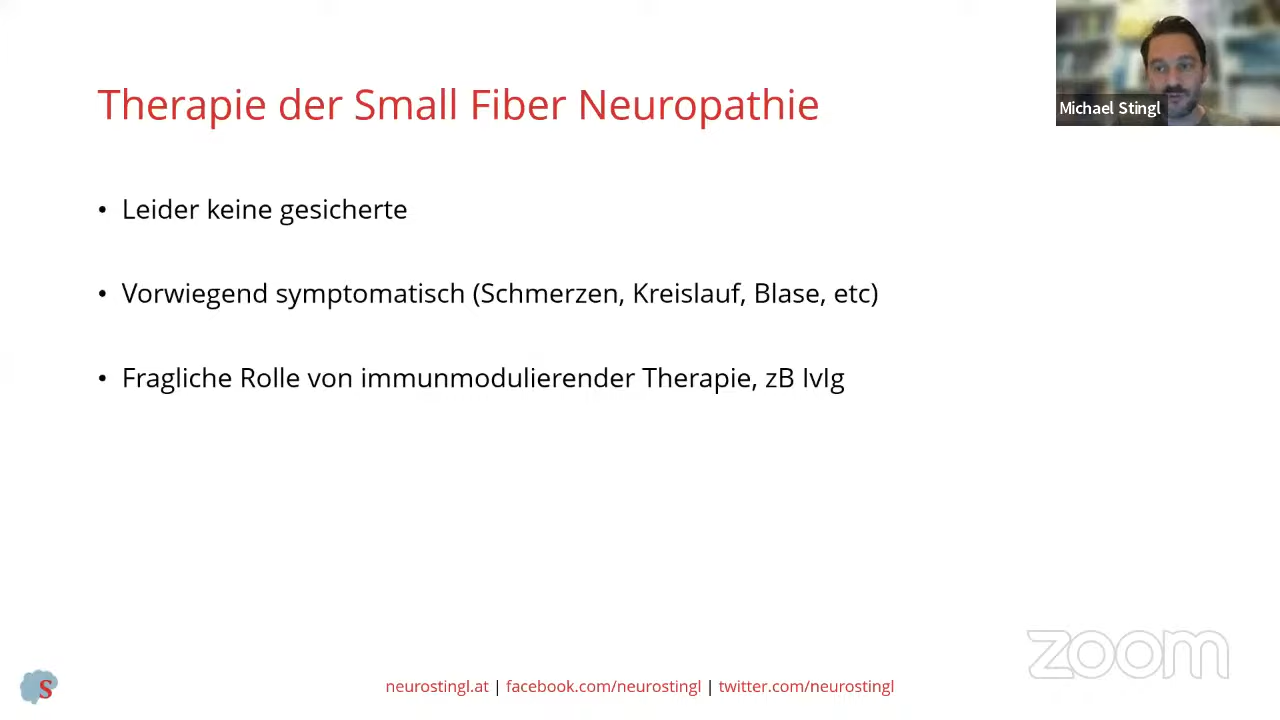 Michael Stingl
Therapie der Small Fiber Neuropathie
• Leider keine gesicherte
• Vorwiegend symptomatisch (Schmerzen, Kreislauf, Blase, etc)
• Fragliche Rolle von immunmodulierender Therapie, zB IvIg
zoom
S
neurostingl.at | facebook.com/neurostingl | twitter.com/neurostingl